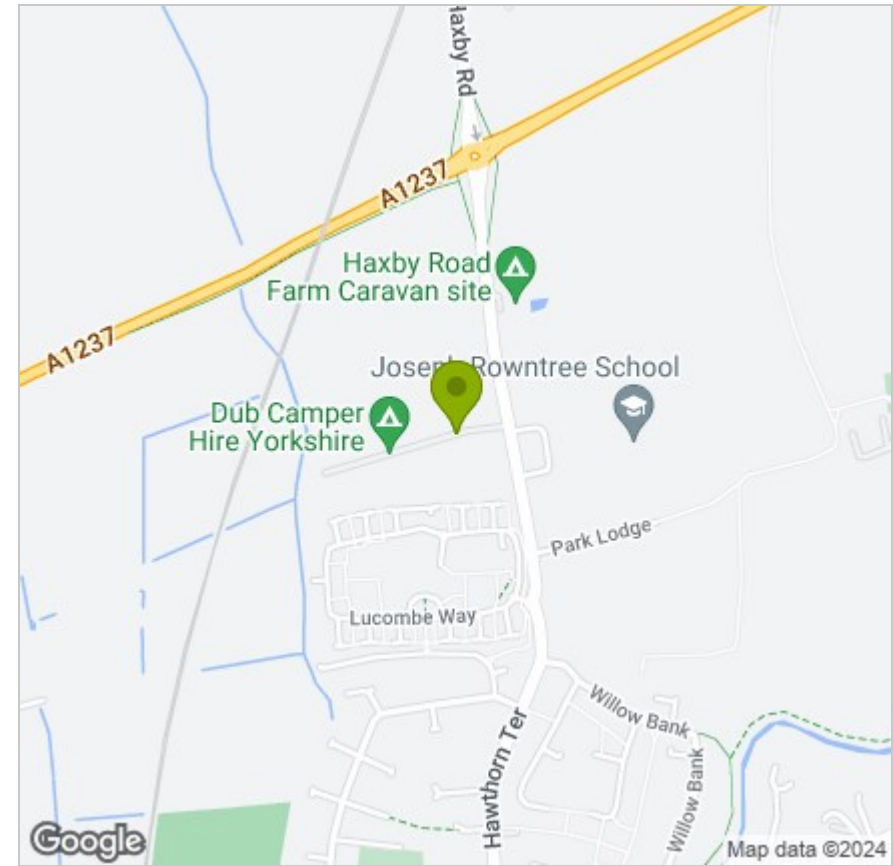 Haxby Rd
A1237
Haxby Road
Farm Caravan site
A1237
Joseph Rowntree School
Dub Camper
Hire Yorkshire
Park Lodge
Lucombe Way
Willow Bank
Hawthorn Ter
Willow Bank
Google
Map data ©2024